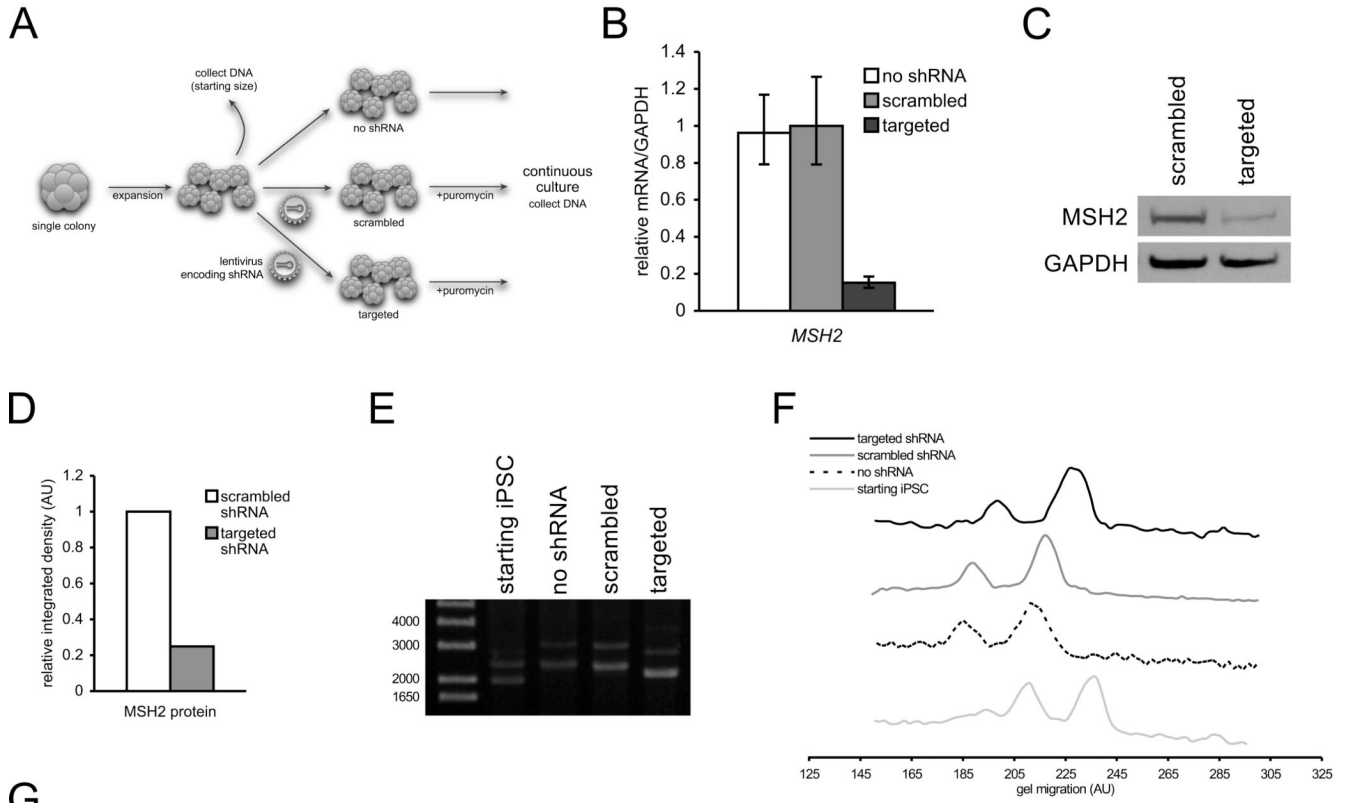 A
collect DNA
(starting size)
no shRNA
single colony
expansion
scrambled
+puromycin
continuous
culture
collect DNA
lentivirus
encoding shRNA
targeted
+puromycin
B
relative mRNA/GAPDH
1.4
1.2
1
0.8
0.6
0.4
0.2
0
no shRNA
scrambled
targeted
MSH2
C
scrambled
targeted
MSH2
GAPDH
D
relative integrated density (AU)
1.2
1
0.8
0.6
0.4
0.2
0
scrambled
shRNA
targeted
shRNA
MSH2 protein
E
starting iPSC
no shRNA
scrambled
targeted
4000
3000
2000
1650
F
targeted shRNA
scrambled shRNA
no shRNA
starting iPSC
125 145 165 185 205 225 245 265 285 305 325
gel migration (AU)
G